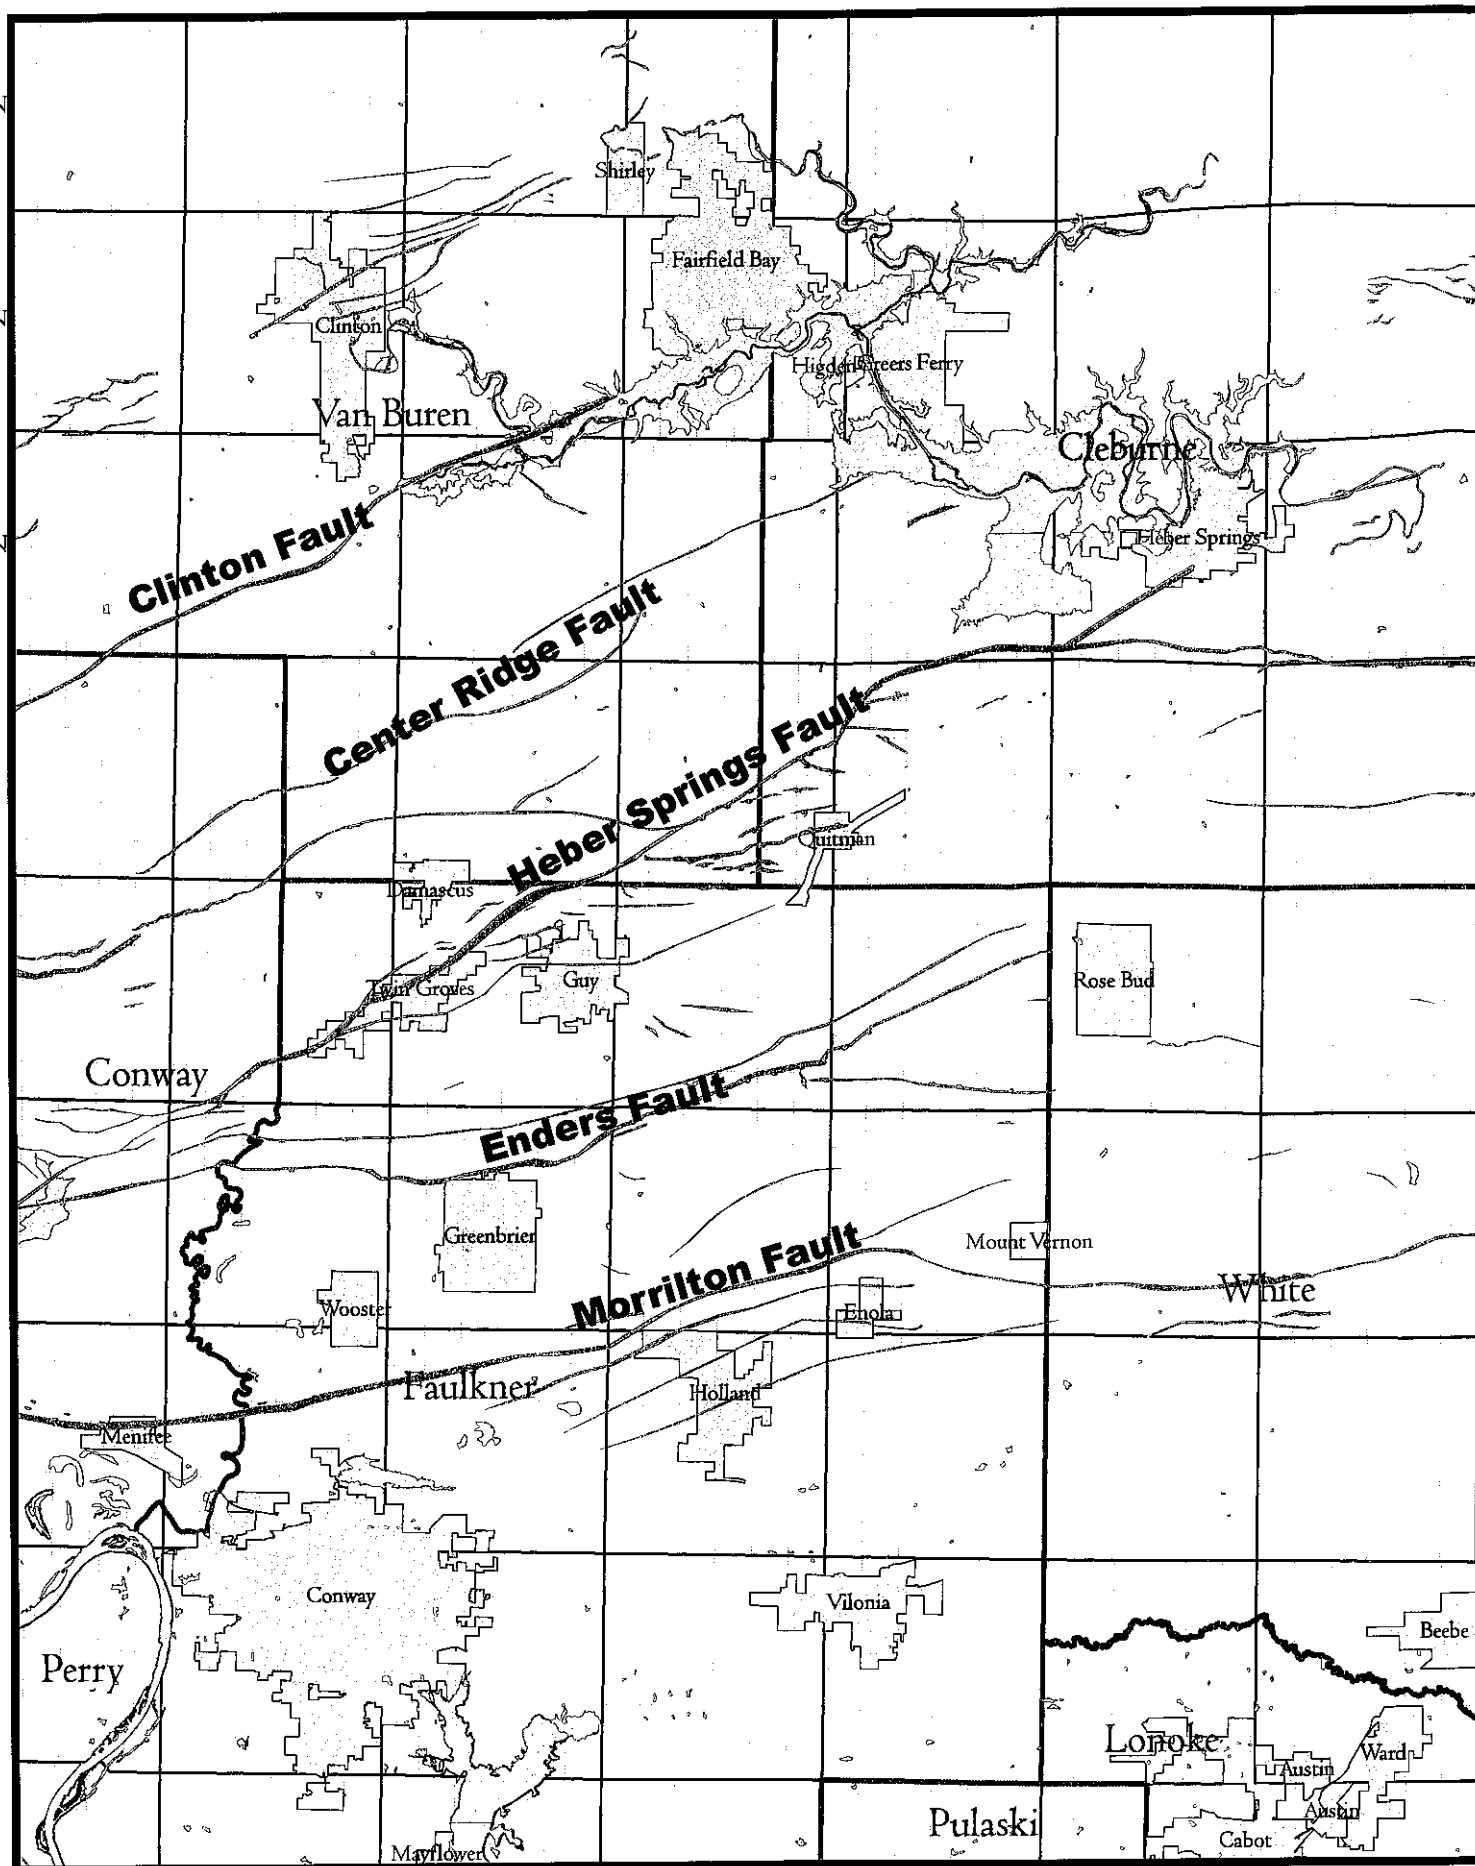 Shirley
Fairfield Bay
Clinton
Higden
Greers Ferry
Van Buren
Cleburne
Heber Springs
Clinton Fault
Center Ridge Fault
Heber Springs Fault
Quitman
Damascus
Twin Groves
Guy
Rose Bud
Conway
Enders Fault
Greenbrier
Mount Vernon
Morrilton Fault
White
Wooster
Enola
Faulkner
Holland
Menifee
Conway
Vilonia
Beebe
Perry
Lonoke
Ward
Austin
Austin
Pulaski
Cabot
Mayflower